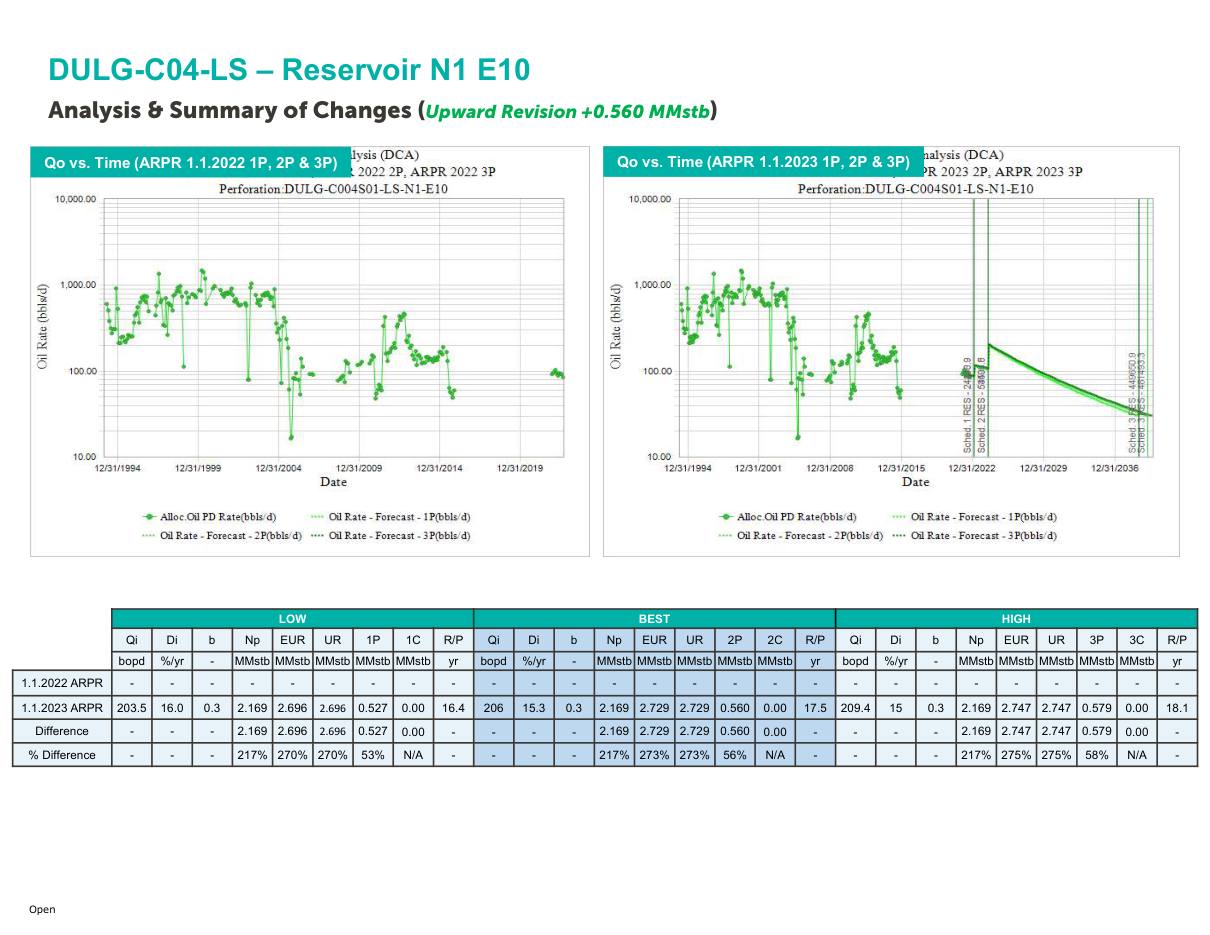 DULG-C04-LS – Reservoir N1 E10
Analysis & Summary of Changes (Upward Revision +0.560 MMstb)
Qo vs. Time (ARPR 1.1.2022 1P, 2P & 3P)
lysis (DCA)
2022 2P, ARPR 2022 3P
Perforation:DULG-C004S01-LS-N1-E10
10,000.00
1,000.00
100.00
10.00
Oil Rate (bbls/d)
12/31/1994 12/31/1999 12/31/2004 12/31/2009 12/31/2014 12/31/2019
Date
Alloc.Oil PD Rate(bbls/d) Oil Rate - Forecast - 1P(bbls/d)
Oil Rate - Forecast - 2P(bbls/d) Oil Rate - Forecast - 3P(bbls/d)
Qo vs. Time (ARPR 1.1.2023 1P, 2P & 3P)
nalysis (DCA)
PR 2023 2P, ARPR 2023 3P
Perforation:DULG-C004S01-LS-N1-E10
10,000.00
1,000.00
100.00
10.00
Oil Rate (bbls/d)
Sched. 1 RES -
Sched. 2 RES -
Sched. 3 RES - 449650.9
12/31/1994 12/31/2001 12/31/2008 12/31/2015 12/31/2022 12/31/2029 12/31/2036
Date
Alloc.Oil PD Rate(bbls/d) Oil Rate - Forecast - 1P(bbls/d)
Oil Rate - Forecast - 2P(bbls/d) Oil Rate - Forecast - 3P(bbls/d)
LOW BEST HIGH
Qi Di b Np EUR UR 1P 1C R/P Qi Di b Np EUR UR 2P 2C R/P Qi Di b Np EUR UR 3P 3C R/P
bopd %/yr - MMstb MMstb MMstb MMstb MMstb yr bopd %/yr - MMstb MMstb MMstb MMstb MMstb yr bopd %/yr - MMstb MMstb MMstb MMstb MMstb yr
1.1.2022 ARPR - - - - - - - - - - - - - - - - - - - - - - - - - - -
1.1.2023 ARPR 203.5 16.0 0.3 2.169 2.696 2.696 0.527 0.00 16.4 206 15.3 0.3 2.169 2.729 2.729 0.560 0.00 17.5 209.4 15 0.3 2.169 2.747 2.747 0.579 0.00 18.1
Difference - - - 2.169 2.696 2.696 0.527 0.00 - - - - 2.169 2.729 2.729 0.560 0.00 - - - - 2.169 2.747 2.747 0.579 0.00 -
% Difference - - - 217% 270% 270% 53% N/A - - - - 217% 273% 273% 56% N/A - - - - 217% 275% 275% 58% N/A -
Open